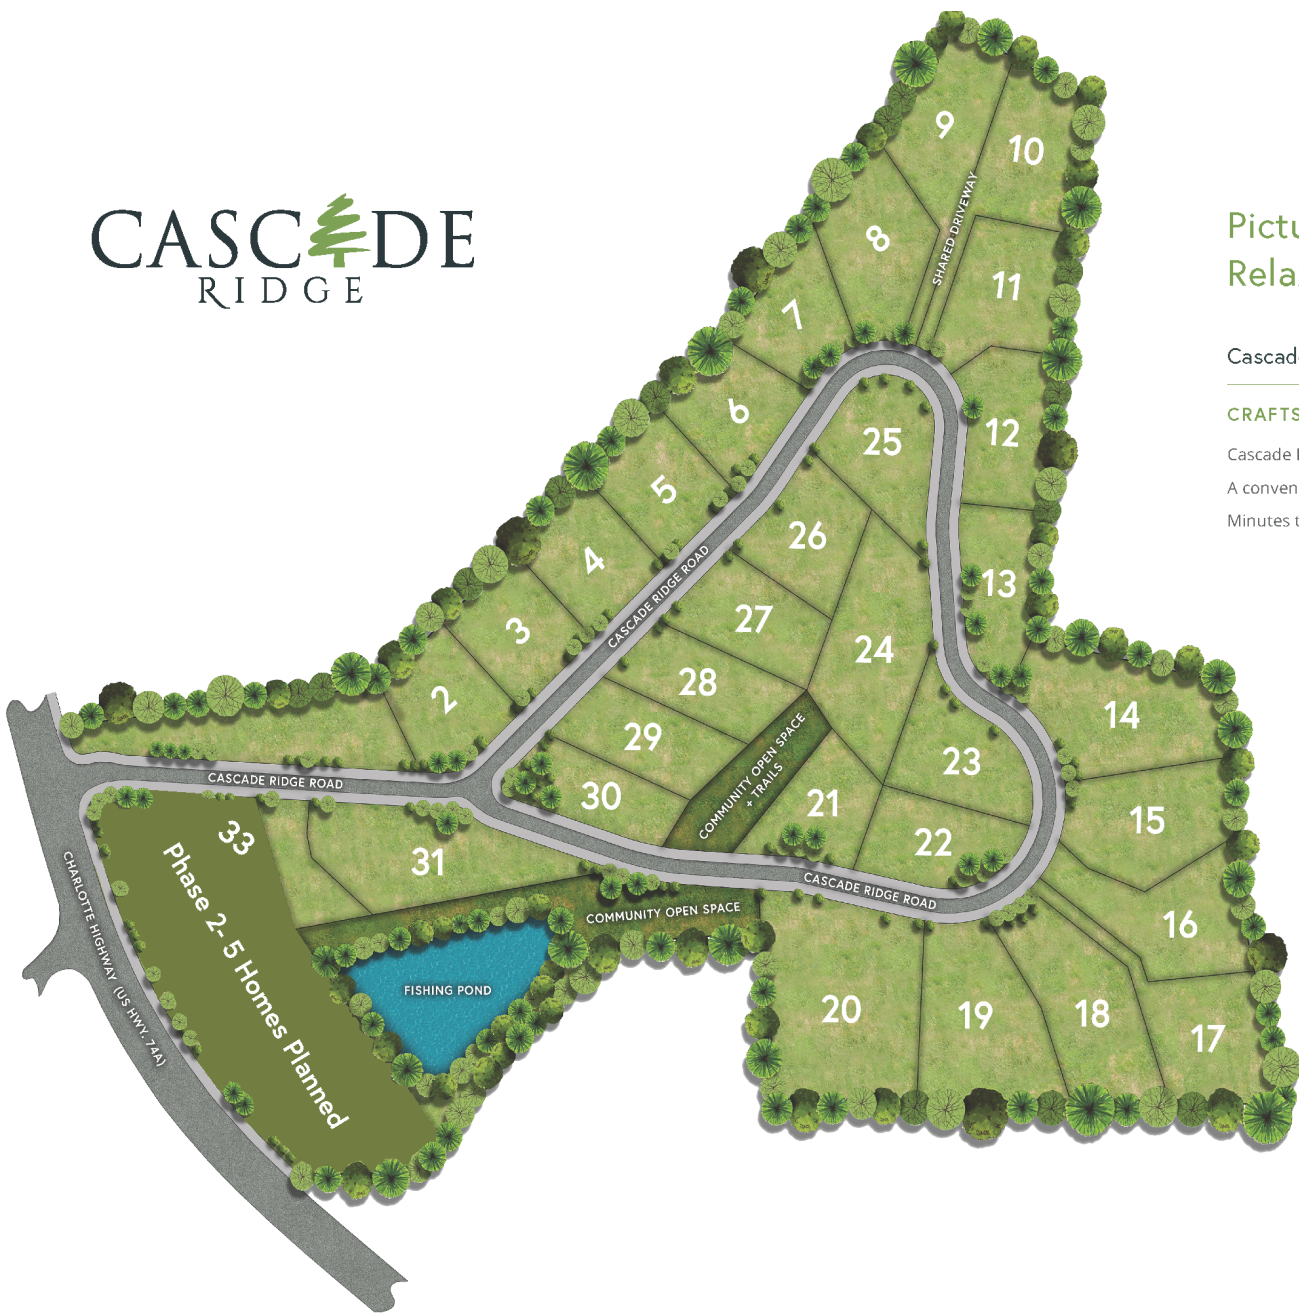 CASCADE
RIDGE
Pictu
Rela
Cascad
CRAFTS
Cascade
A conven
Minutes t
9
10
8
SHARED DRIVEWAY
11
7
6
25
12
5
26
4
CASCADE RIDGE ROAD
13
3
27
24
28
2
14
29
COMMUNITY OPEN SPACE
+ TRAILS
23
CASCADE RIDGE ROAD
30
21
15
33
31
22
CASCADE RIDGE ROAD
COMMUNITY OPEN SPACE
16
CHARLOTTE HIGHWAY (US HWY. 74A)
Phase 2- 5 Homes Planned
FISHING POND
20
19
18
17